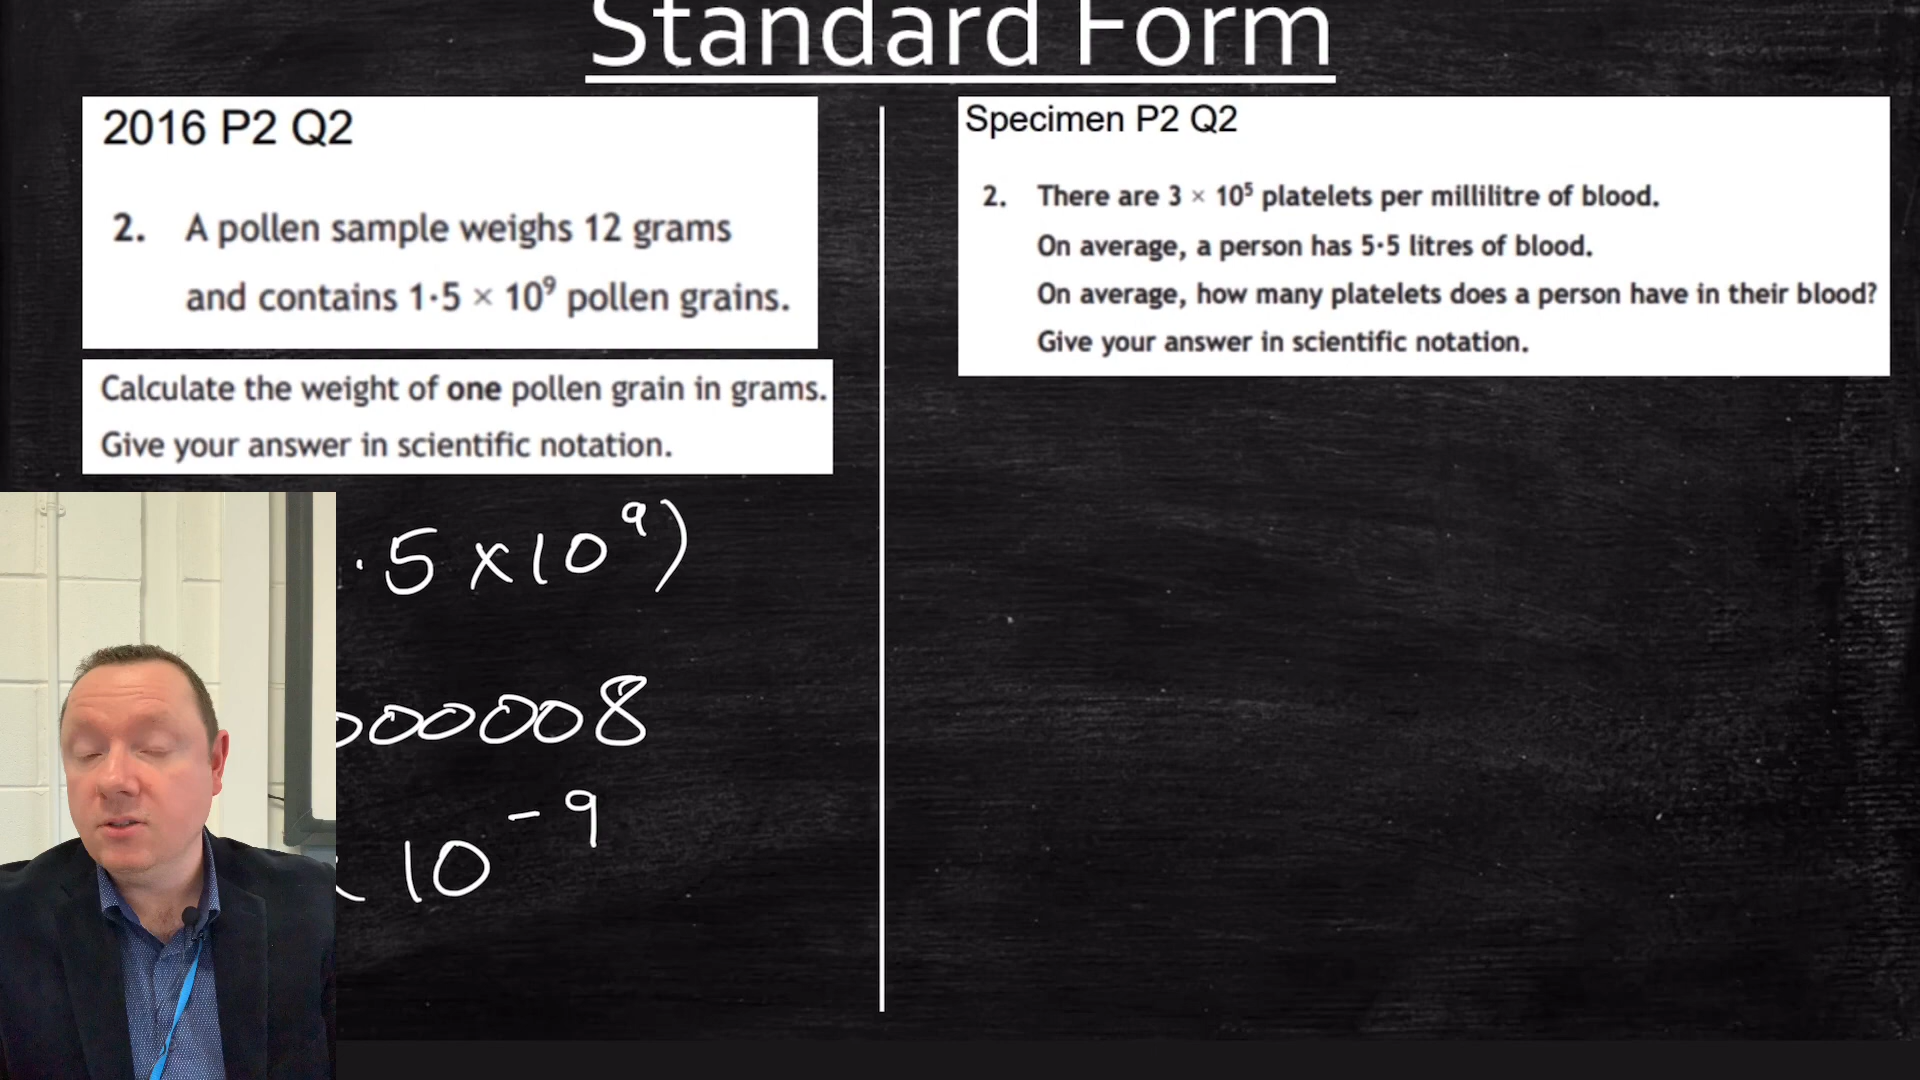 Standard Form
2016 P2 Q2
2. A pollen sample weighs 12 grams
and contains 1·5 × 10⁹ pollen grains.
Calculate the weight of one pollen grain in grams.
Give your answer in scientific notation.
·5 × 10⁹)
000008
10⁻⁹
Specimen P2 Q2
2. There are 3 × 10⁵ platelets per millilitre of blood.
On average, a person has 5·5 litres of blood.
On average, how many platelets does a person have in their blood?
Give your answer in scientific notation.